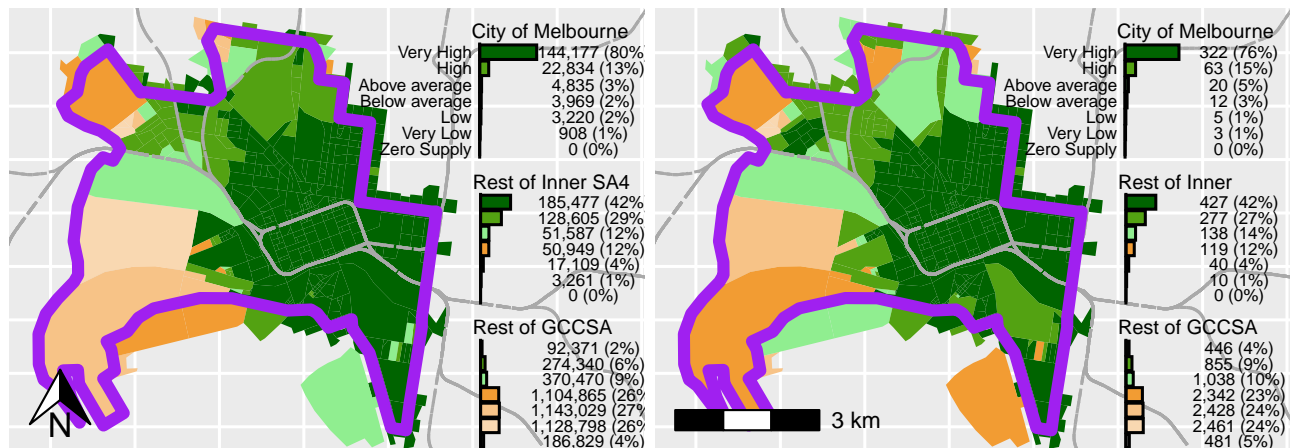 City of Melbourne
Very High 144,177 (80%
High 22,834 (13%)
Above average 4,835 (3%)
Below average 3,969 (2%)
Low 3,220 (2%)
Very Low 908 (1%)
Zero Supply 0 (0%)
Rest of Inner SA4
185,477 (42%)
128,605 (29%)
51,587 (12%)
50,949 (12%)
17,109 (4%)
3,261 (1%)
0 (0%)
Rest of GCCSA
92,371 (2%)
274,340 (6%)
370,470 (9%)
1,104,865 (26%
1,143,029 (27%
1,128,798 (26%
186,829 (4%)
N
City of Melbourne
Very High 322 (76%)
High 63 (15%)
Above average 20 (5%)
Below average 12 (3%)
Low 5 (1%)
Very Low 3 (1%)
Zero Supply 0 (0%)
Rest of Inner
427 (42%)
277 (27%)
138 (14%)
119 (12%)
40 (4%)
10 (1%)
0 (0%)
Rest of GCCSA
446 (4%)
855 (9%)
1,038 (10%)
2,342 (23%)
2,428 (24%)
2,461 (24%)
481 (5%)
3 km